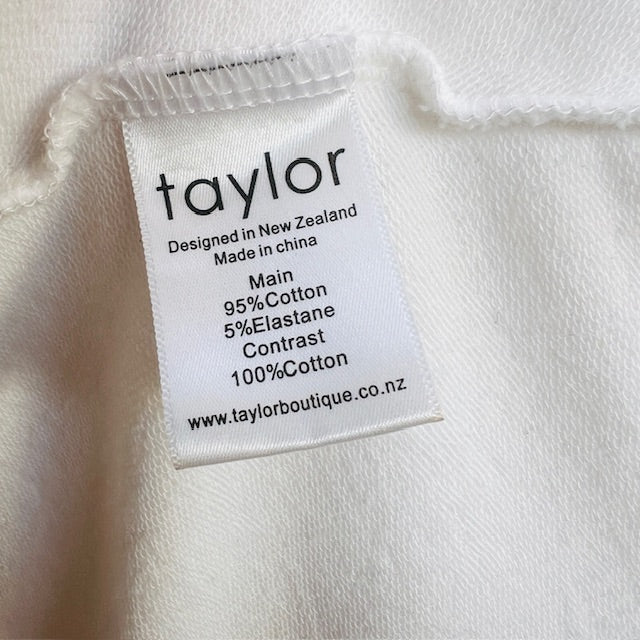 taylor
Designed in New Zealand
Made in china
Main
95%Cotton
5%Elastane
Contrast
100%Cotton
www.taylorboutique.co.nz